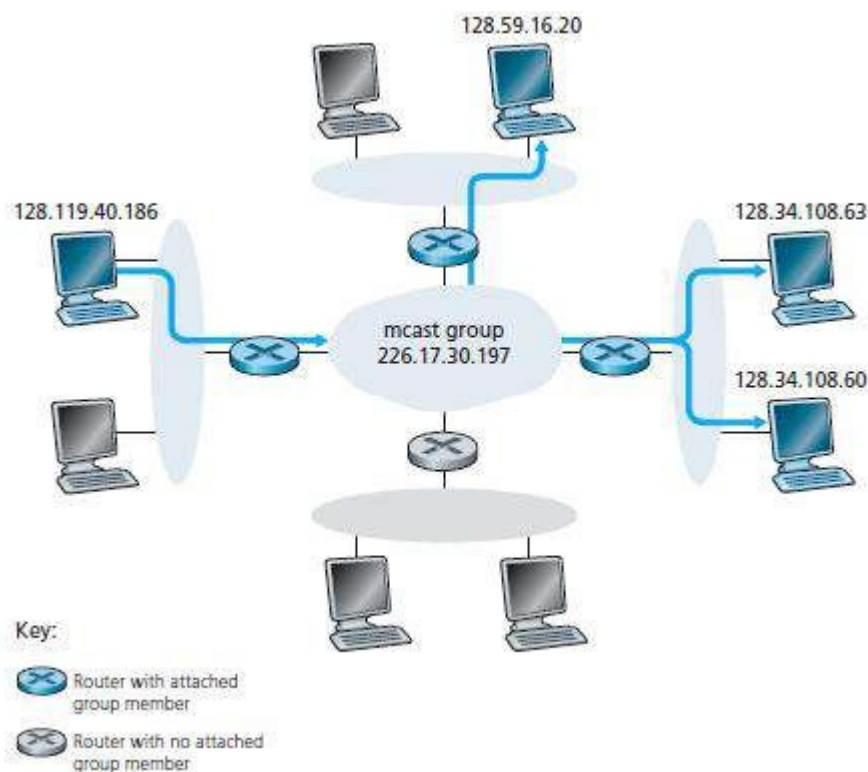 128.59.16.20
128.119.40.186
128.34.108.63
mcast group
226.17.30.197
128.34.108.60
Key:
Router with attached
group member
Router with no attached
group member